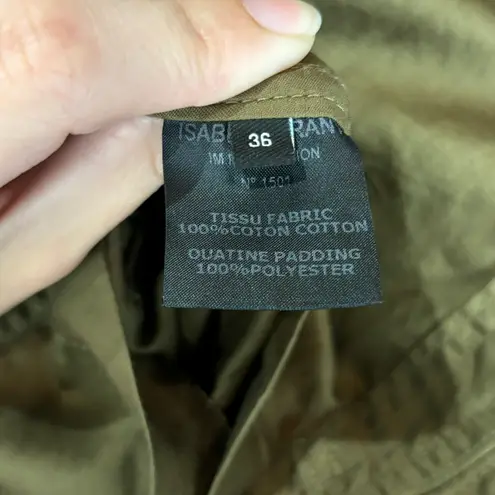 36
Nº 1501
TISSU FABRIC
100%COTON COTTON
OUATINE PADDING
100%POLYESTER